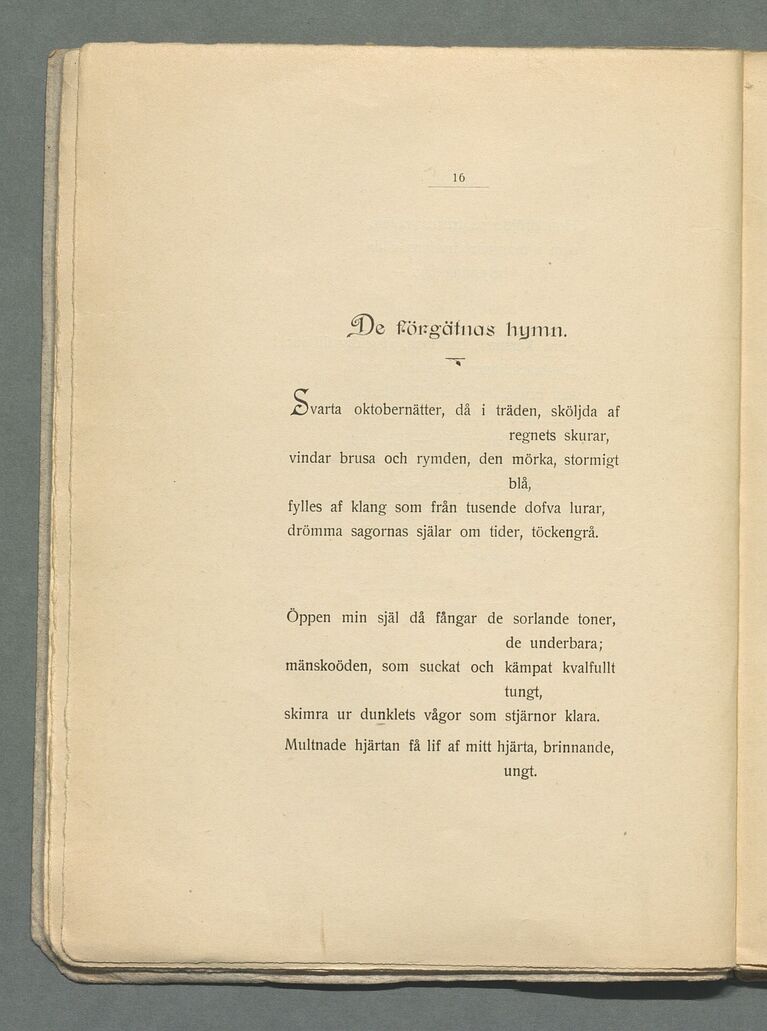 16
De förgätnas hymn.
Svarta oktobernätter, då i träden, sköljda af
regnets skurar,
vindar brusa och rymden, den mörka, stormigt
blå,
fylles af klang som från tusende dofva lurar,
drömma sagornas själar om tider, töckengrå.
Öppen min själ då fångar de sorlande toner,
de underbara;
mänskoöden, som suckat och kämpat kvalfullt
tungt,
skimra ur dunklets vågor som stjärnor klara.
Multnade hjärtan få lif af mitt hjärta, brinnande,
ungt.